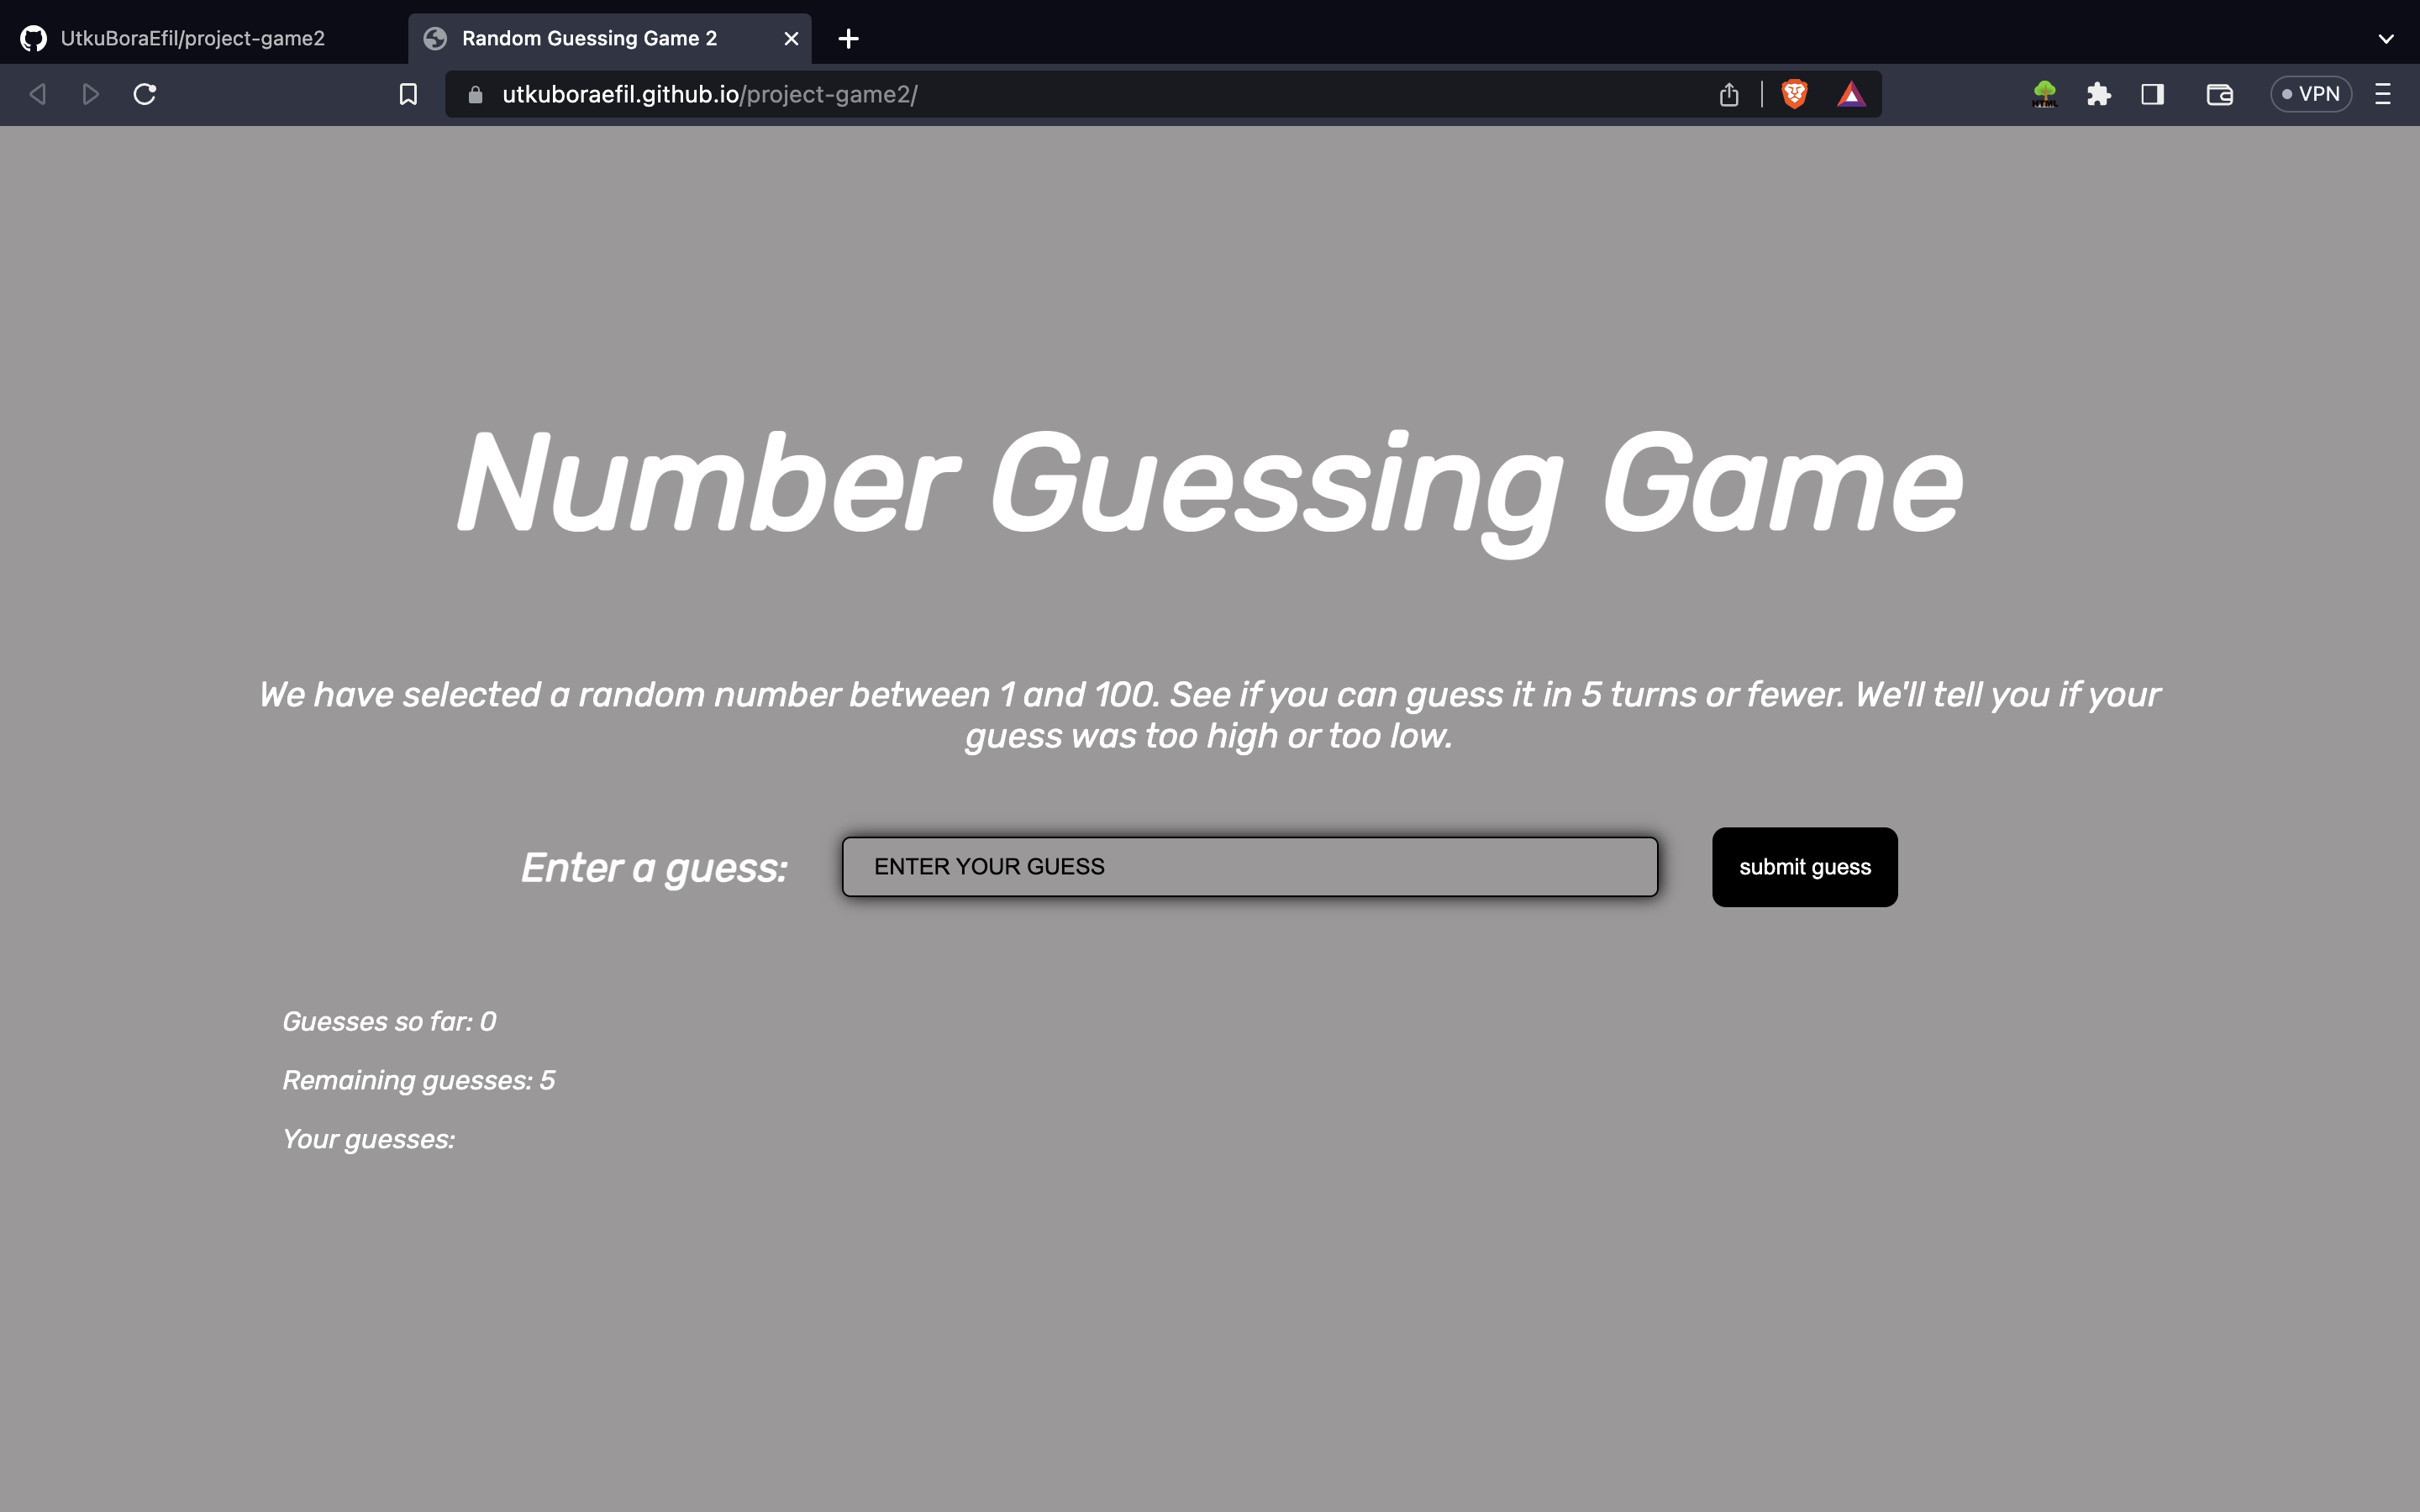 UtkuBoraEfil/project-game2
Random Guessing Game 2
utkuboraefil.github.io/project-game2/
HTML
VPN
Number Guessing Game
We have selected a random number between 1 and 100. See if you can guess it in 5 turns or fewer. We'll tell you if your
guess was too high or too low.
Enter a guess:
ENTER YOUR GUESS
submit guess
Guesses so far: 0
Remaining guesses: 5
Your guesses: